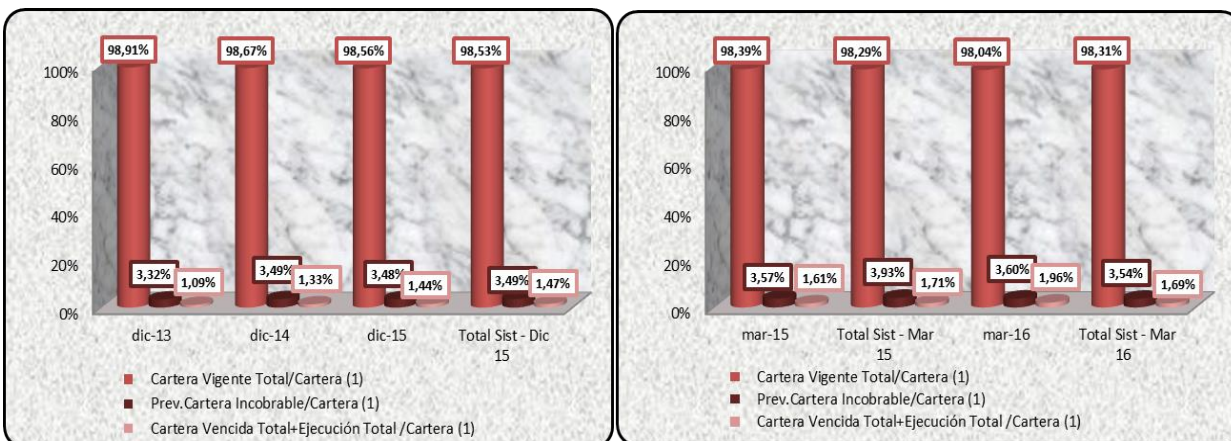 98,91%
98,67%
98,56%
98,53%
100%
80%
60%
40%
20%
0%
3,32%
1,09%
3,49%
1,33%
3,48%
1,44%
3,49%
1,47%
dic-13
dic-14
dic-15
Total Sist - Dic
15
Cartera Vigente Total/Cartera (1)
Prev.Cartera Incobrable/Cartera (1)
Cartera Vencida Total+Ejecución Total /Cartera (1)
98,39%
98,29%
98,04%
98,31%
100%
80%
60%
40%
20%
0%
3,57%
1,61%
3,93%
1,71%
3,60%
1,96%
3,54%
1,69%
mar-15
Total Sist - Mar
15
mar-16
Total Sist - Mar
16
Cartera Vigente Total/Cartera (1)
Prev.Cartera Incobrable/Cartera (1)
Cartera Vencida Total+Ejecución Total /Cartera (1)